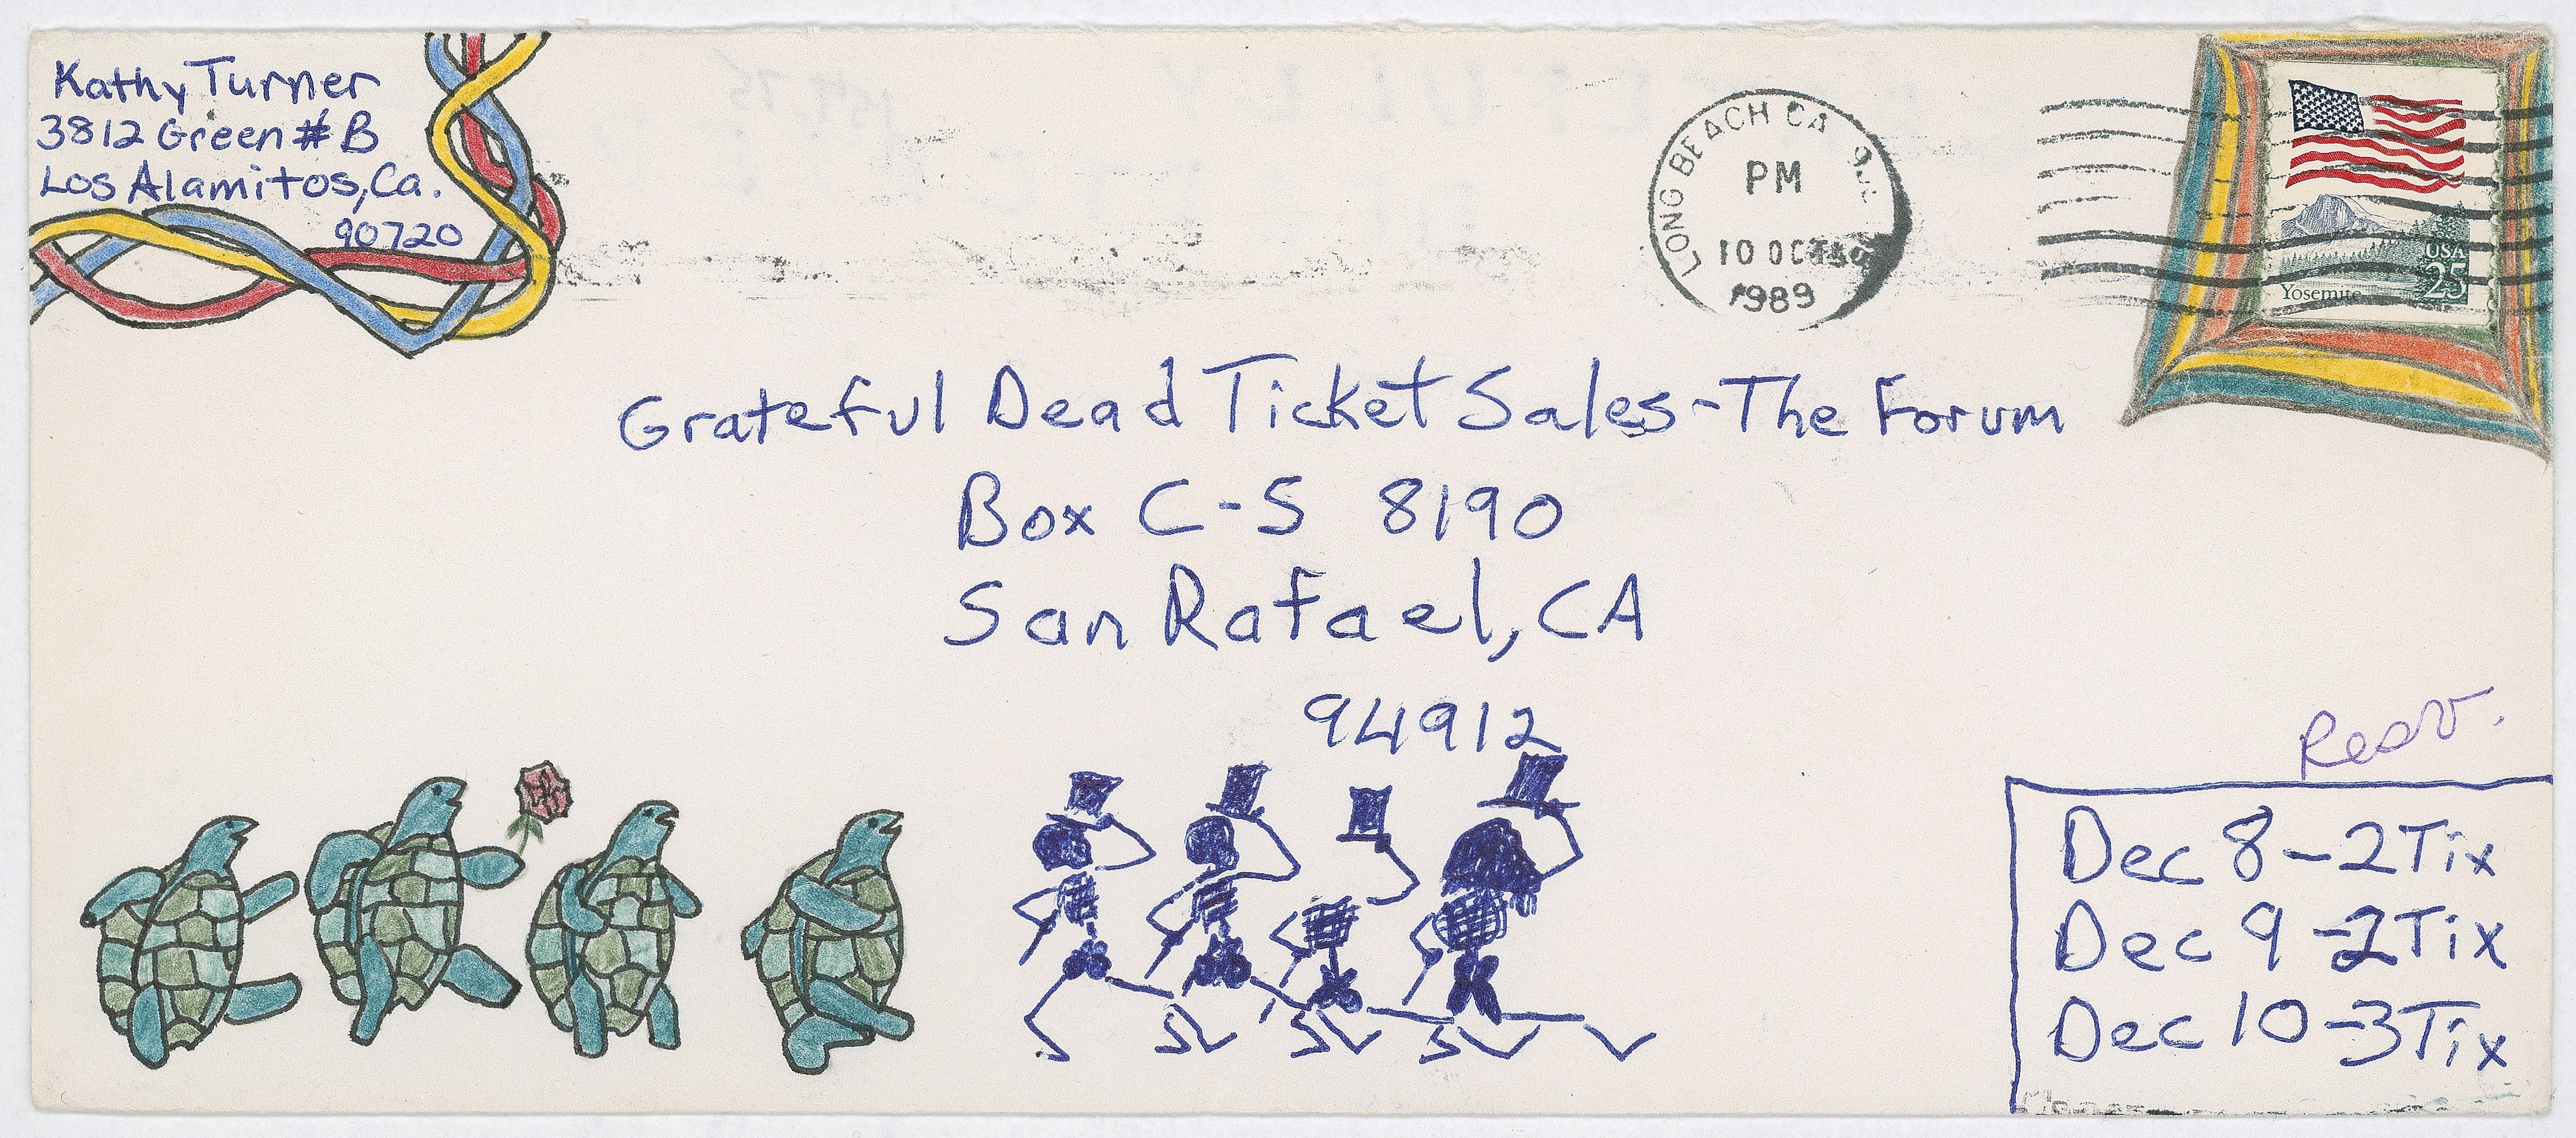 Kathy Turner
3812 Green # B
Los Alamitos, Ca.
90720
LONG BEACH CA
PM
10 OCT
1989
USA
25
Yosemite
Grateful Dead Ticket Sales - The Forum
Box C-S 8190
San Rafael, CA
94912
Resv.
Dec 8 - 2 Tix
Dec 9 - 2 Tix
Dec 10 - 3 Tix